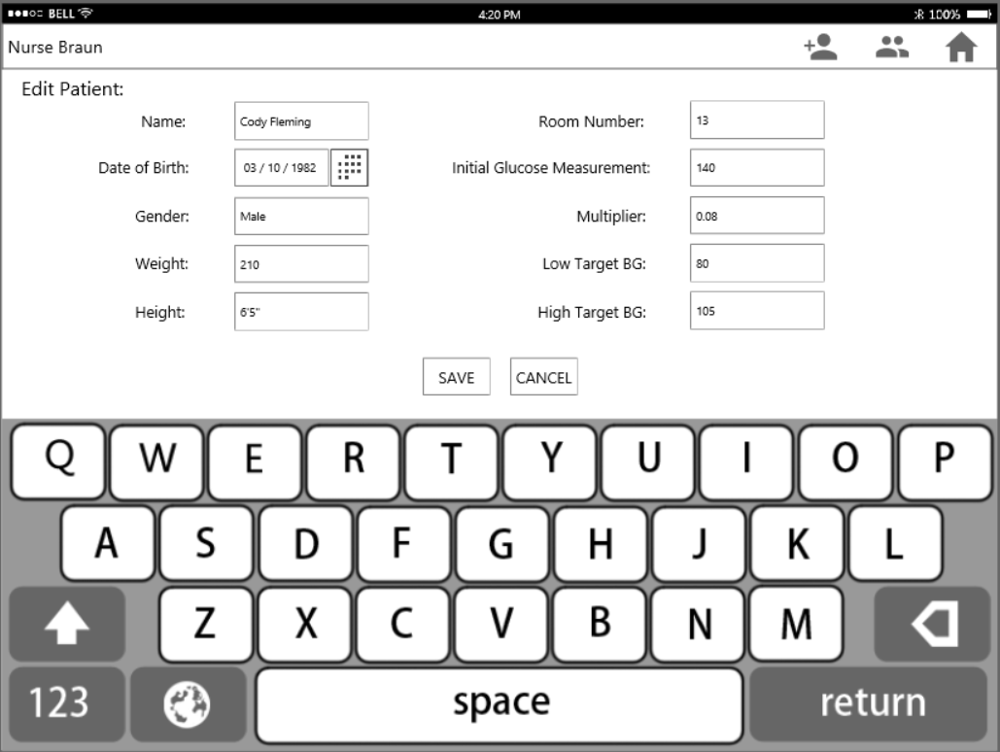 BELL 4:20 PM 100%
Nurse Braun
Edit Patient:
Name: Cody Fleming Room Number: 13
Date of Birth: 03 / 10 / 1982 Initial Glucose Measurement: 140
Gender: Male Multiplier: 0.08
Weight: 210 Low Target BG: 80
Height: 6'5" High Target BG: 105
SAVE CANCEL
Q W E R T Y U I O P
A S D F G H J K L
Z X C V B N M
123 space return